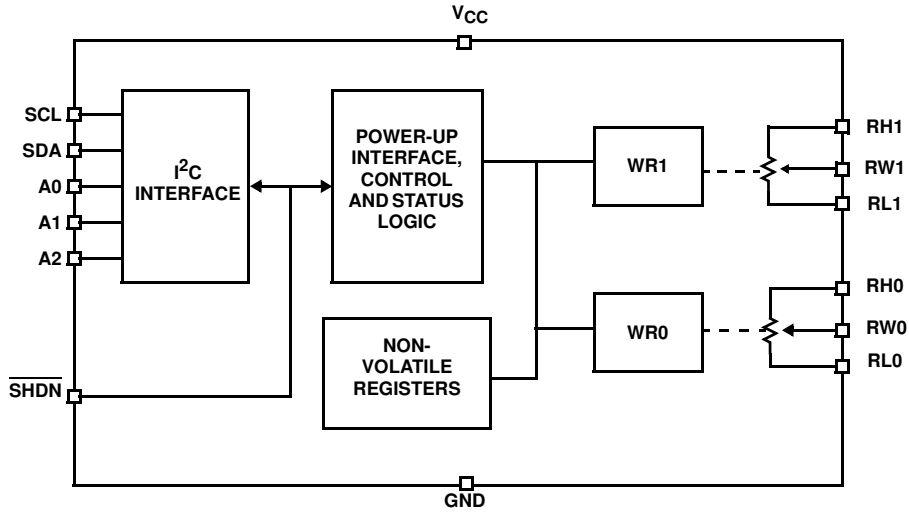 VCC
SCL
SDA
A0
A1
A2
SHDN
I²C
INTERFACE
POWER-UP
INTERFACE,
CONTROL
AND STATUS
LOGIC
NON-
VOLATILE
REGISTERS
WR1
WR0
RH1
RW1
RL1
RH0
RW0
RL0
GND